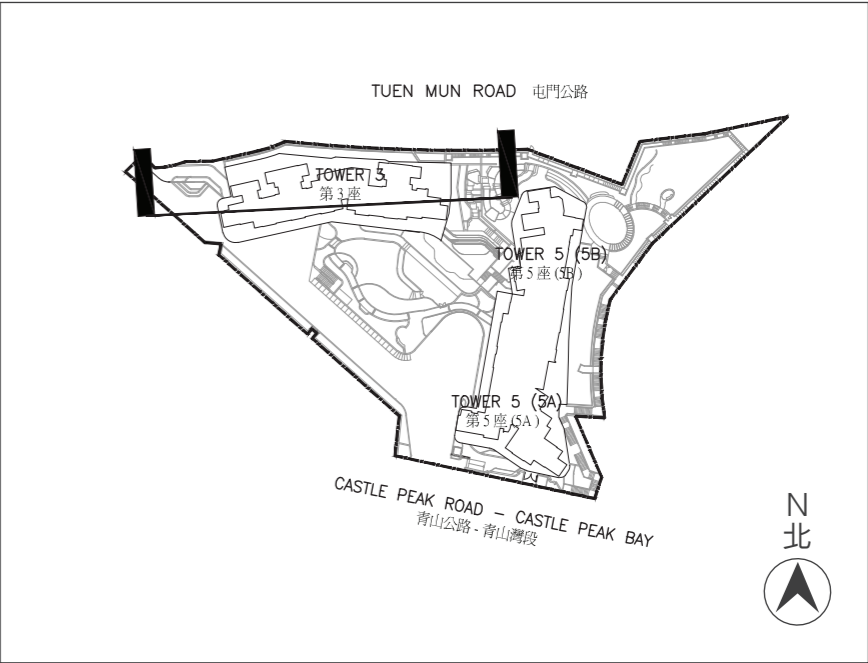 TUEN MUN ROAD 屯門公路
TOWER 3
第3座
TOWER 5 (5B)
第5座(5B)
TOWER 5 (5A)
第5座(5A)
CASTLE PEAK ROAD - CASTLE PEAK BAY
青山公路 - 青山灣段
N
北